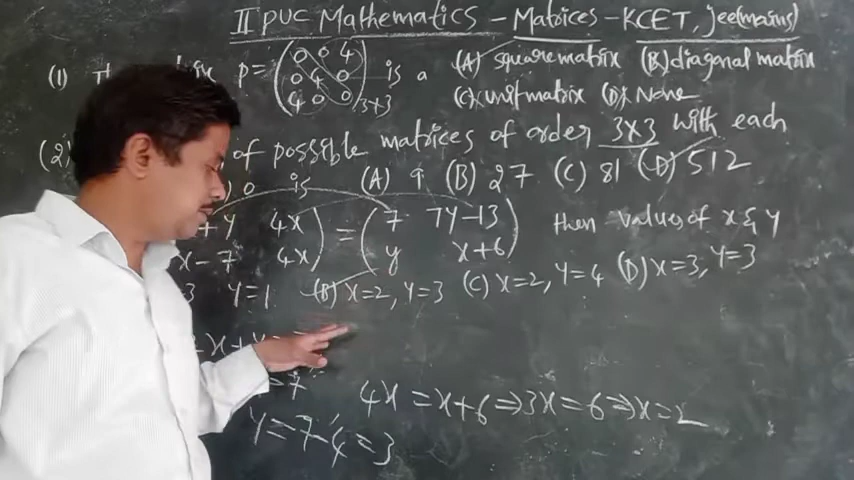 II PUC Mathematics - Matrices - KCET, Jee(mains)
(1) P = (0 0 4 is a (A) square matrix (B) diagonal matrix
0 4 0
4 0 0)3×3 (C) unit matrix (D) None
(2) of possible matrices of order 3X3 with each
0 is (A) 9 (B) 27 (C) 81 (D) 512
+y 4x) = (7 7y-13) then values of x & y
x-7 4x y x+6
3 y=1 (B) x=2, y=3 (C) x=2, y=4 (D) x=3, y=3
x+y
=7 4x = x+6 ⇒ 3x = 6 ⇒ x = 2
y = 7-4 = 3